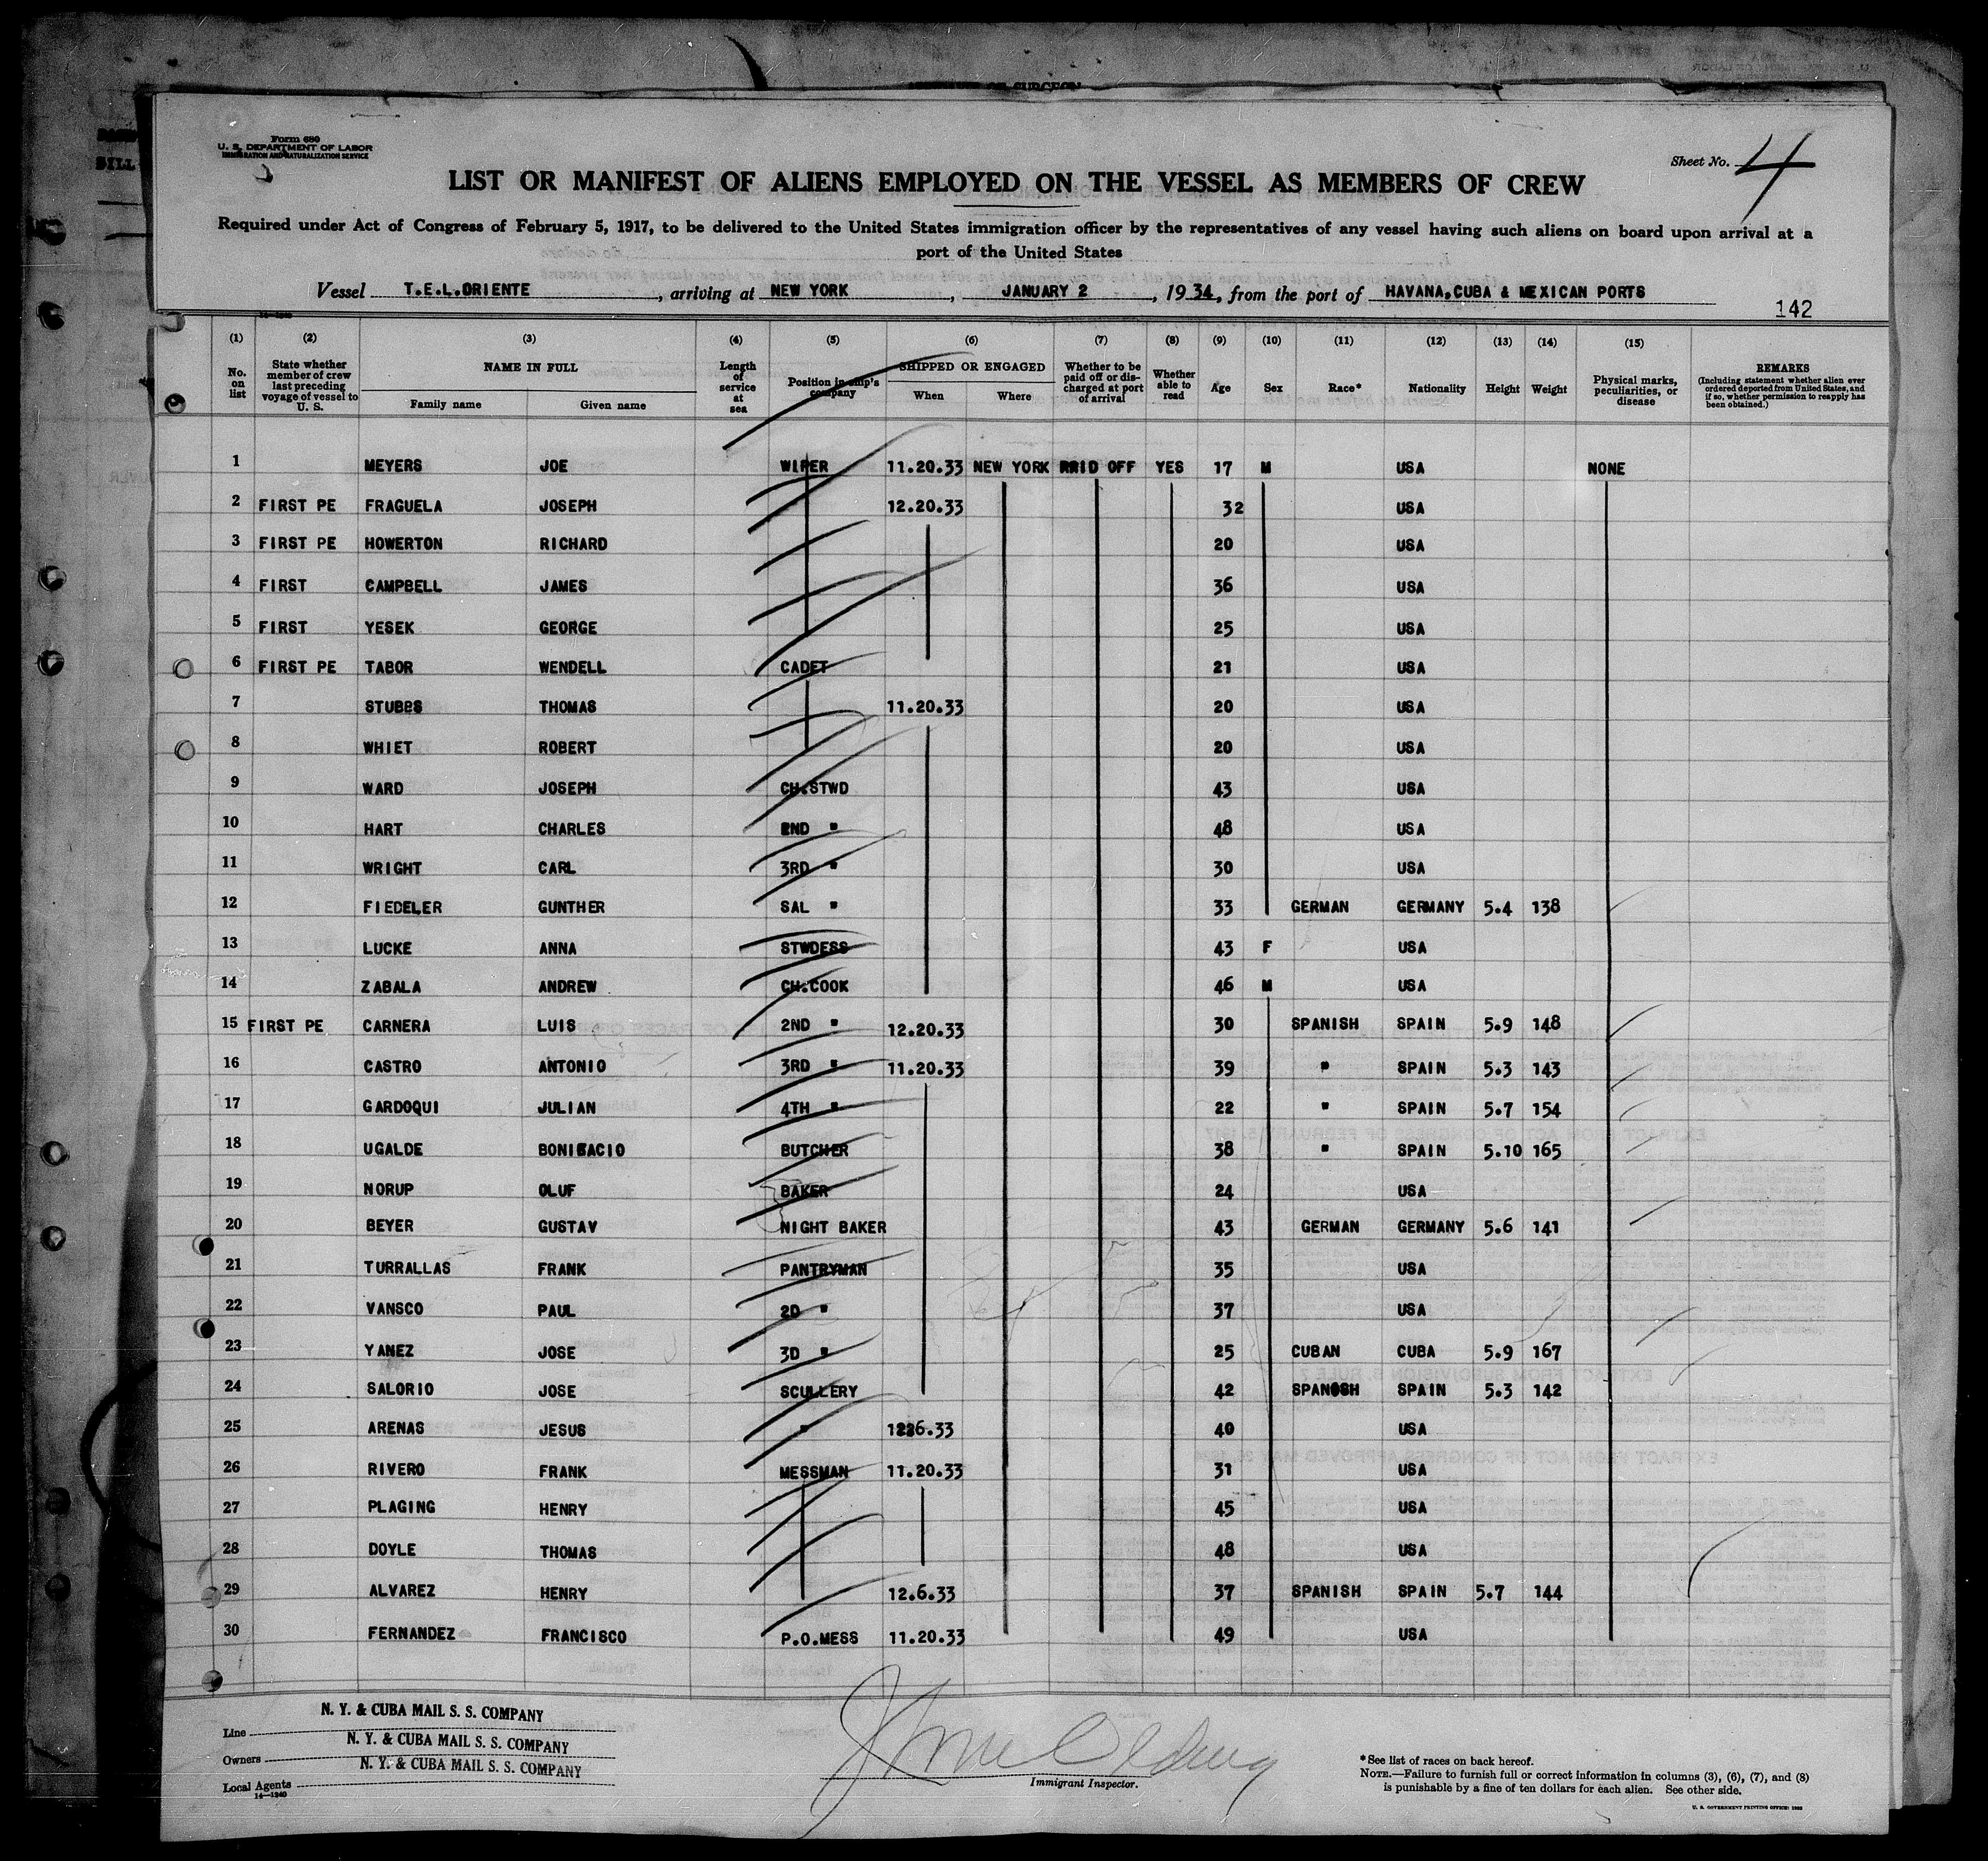 Form 680
U. S. DEPARTMENT OF LABOR
IMMIGRATION AND NATURALIZATION SERVICE
Sheet No. 4
LIST OR MANIFEST OF ALIENS EMPLOYED ON THE VESSEL AS MEMBERS OF CREW
Required under Act of Congress of February 5, 1917, to be delivered to the United States immigration officer by the representatives of any vessel having such aliens on board upon arrival at a
port of the United States
Vessel T.E.L.ORIENTE, arriving at NEW YORK, JANUARY 2, 1934, from the port of HAVANA,CUBA & MEXICAN PORTS
142
(1) (2) (3) (4) (5) (6) (7) (8) (9) (10) (11) (12) (13) (14) (15)
No. on list
State whether member of crew last preceding voyage of vessel to U. S.
NAME IN FULL
Family name
Given name
Length of service at sea
Position in ship's company
SHIPPED OR ENGAGED
When
Where
Whether to be paid off or discharged at port of arrival
Whether able to read
Age
Sex
Race*
Nationality
Height
Weight
Physical marks, peculiarities, or disease
REMARKS
(Including statement whether alien ever ordered deported from United States, and if so, whether permission to reapply has been obtained.)
1 MEYERS JOE WIPER 11.20.33 NEW YORK PAID OFF YES 17 M USA NONE
2 FIRST PE FRAGUELA JOSEPH 12.20.33 32 USA
3 FIRST PE HOWERTON RICHARD 20 USA
4 FIRST CAMPBELL JAMES 36 USA
5 FIRST YESEK GEORGE 25 USA
6 FIRST PE TABOR WENDELL CADET 21 USA
7 STUBBS THOMAS 11.20.33 20 USA
8 WHIET ROBERT 20 USA
9 WARD JOSEPH CH.STWD 43 USA
10 HART CHARLES 2ND " 48 USA
11 WRIGHT CARL 3RD " 30 USA
12 FIEDELER GUNTHER SAL " 33 GERMAN GERMANY 5.4 138
13 LUCKE ANNA STWDESS 43 F USA
14 ZABALA ANDREW CH.COOK 46 M USA
15 FIRST PE CARNERA LUIS 2ND " 12.20.33 30 SPANISH SPAIN 5.9 148
16 CASTRO ANTONIO 3RD " 11.20.33 39 " SPAIN 5.3 143
17 GARDOQUI JULIAN 4TH " 22 " SPAIN 5.7 154
18 UGALDE BONIFACIO BUTCHER 38 " SPAIN 5.10 165
19 NORUP OLUF BAKER 24 USA
20 BEYER GUSTAV NIGHT BAKER 43 GERMAN GERMANY 5.6 141
21 TURRALLAS FRANK PANTRYMAN 35 USA
22 VANSCO PAUL 2D " 37 USA
23 YANEZ JOSE 3D " 25 CUBAN CUBA 5.9 167
24 SALORIO JOSE SCULLERY 42 SPANISH SPAIN 5.3 142
25 ARENAS JESUS " 40 USA
26 RIVERO FRANK MESSMAN 11.20.33 31 USA
27 PLAGING HENRY 45 USA
28 DOYLE THOMAS 48 USA
29 ALVAREZ HENRY 12.6.33 37 SPANISH SPAIN 5.7 144
30 FERNANDEZ FRANCISCO P.O.MESS 11.20.33 49 USA
Line N. Y. & CUBA MAIL S. S. COMPANY
Owners N. Y. & CUBA MAIL S. S. COMPANY
Local Agents N. Y. & CUBA MAIL S. S. COMPANY
14—1240
Immigrant Inspector.
*See list of races on back hereof.
NOTE.—Failure to furnish full or correct information in columns (3), (6), (7), and (8)
is punishable by a fine of ten dollars for each alien. See other side.